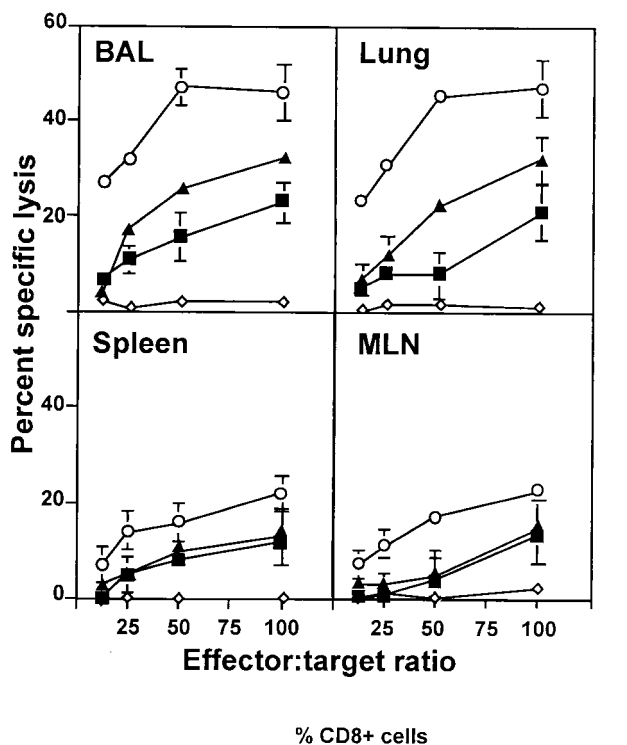 60
BAL
Lung
40
20
Percent specific lysis
Spleen
MLN
40
20
0
25 50 75 100 25 50 75 100
Effector:target ratio
% CD8+ cells